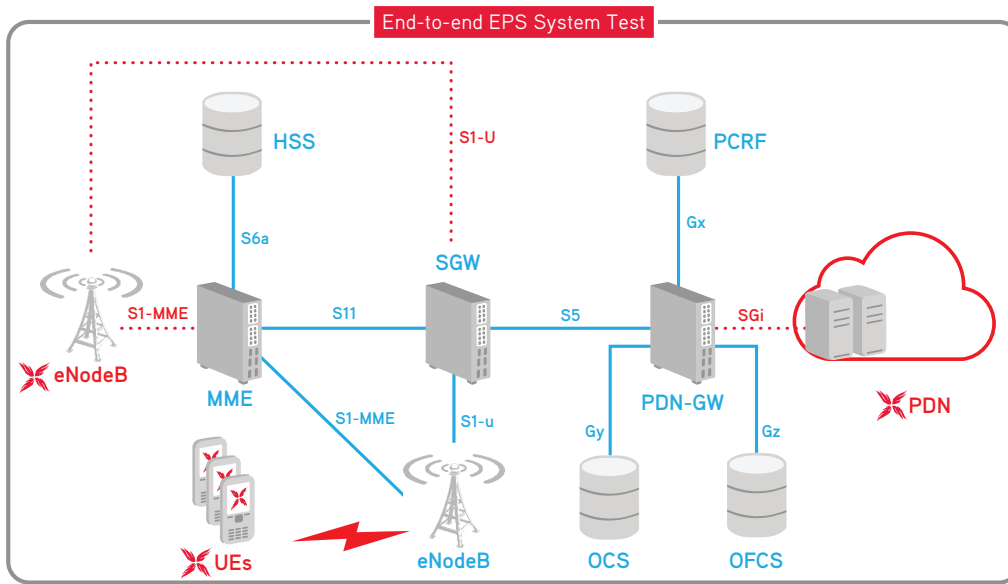 End-to-end EPS System Test
HSS
S1-U
PCRF
S6a
Gx
SGW
S1-MME
S11
S5
SGi
eNodeB
MME
PDN-GW
PDN
S1-MME
S1-u
Gy
Gz
UEs
eNodeB
OCS
OFCS